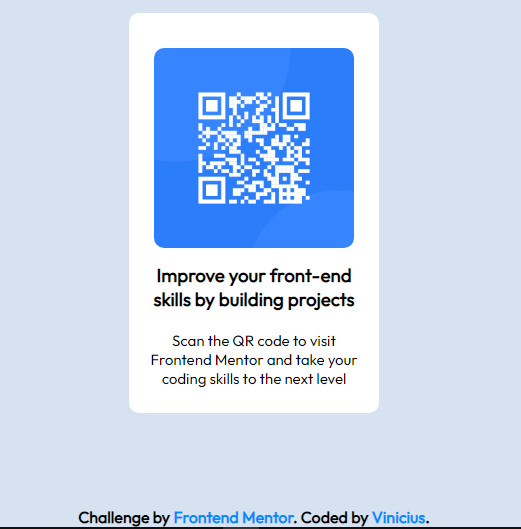 Improve your front-end
skills by building projects
Scan the QR code to visit
Frontend Mentor and take your
coding skills to the next level
Challenge by Frontend Mentor. Coded by Vinicius.